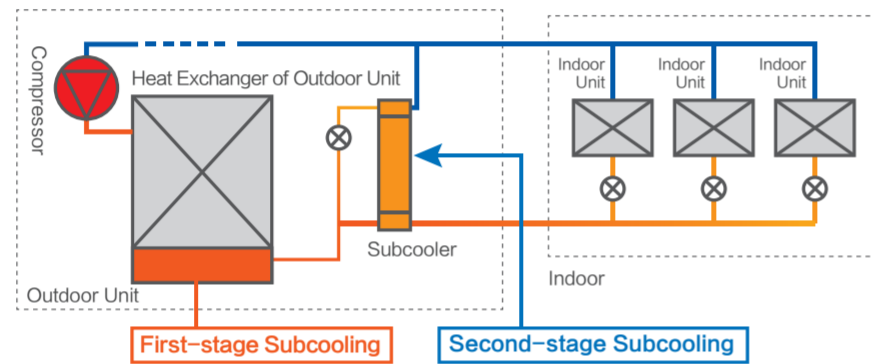 Compressor
Heat Exchanger of Outdoor Unit
Indoor
Unit
Indoor
Unit
Indoor
Unit
Subcooler
Outdoor Unit
Indoor
First-stage Subcooling
Second-stage Subcooling